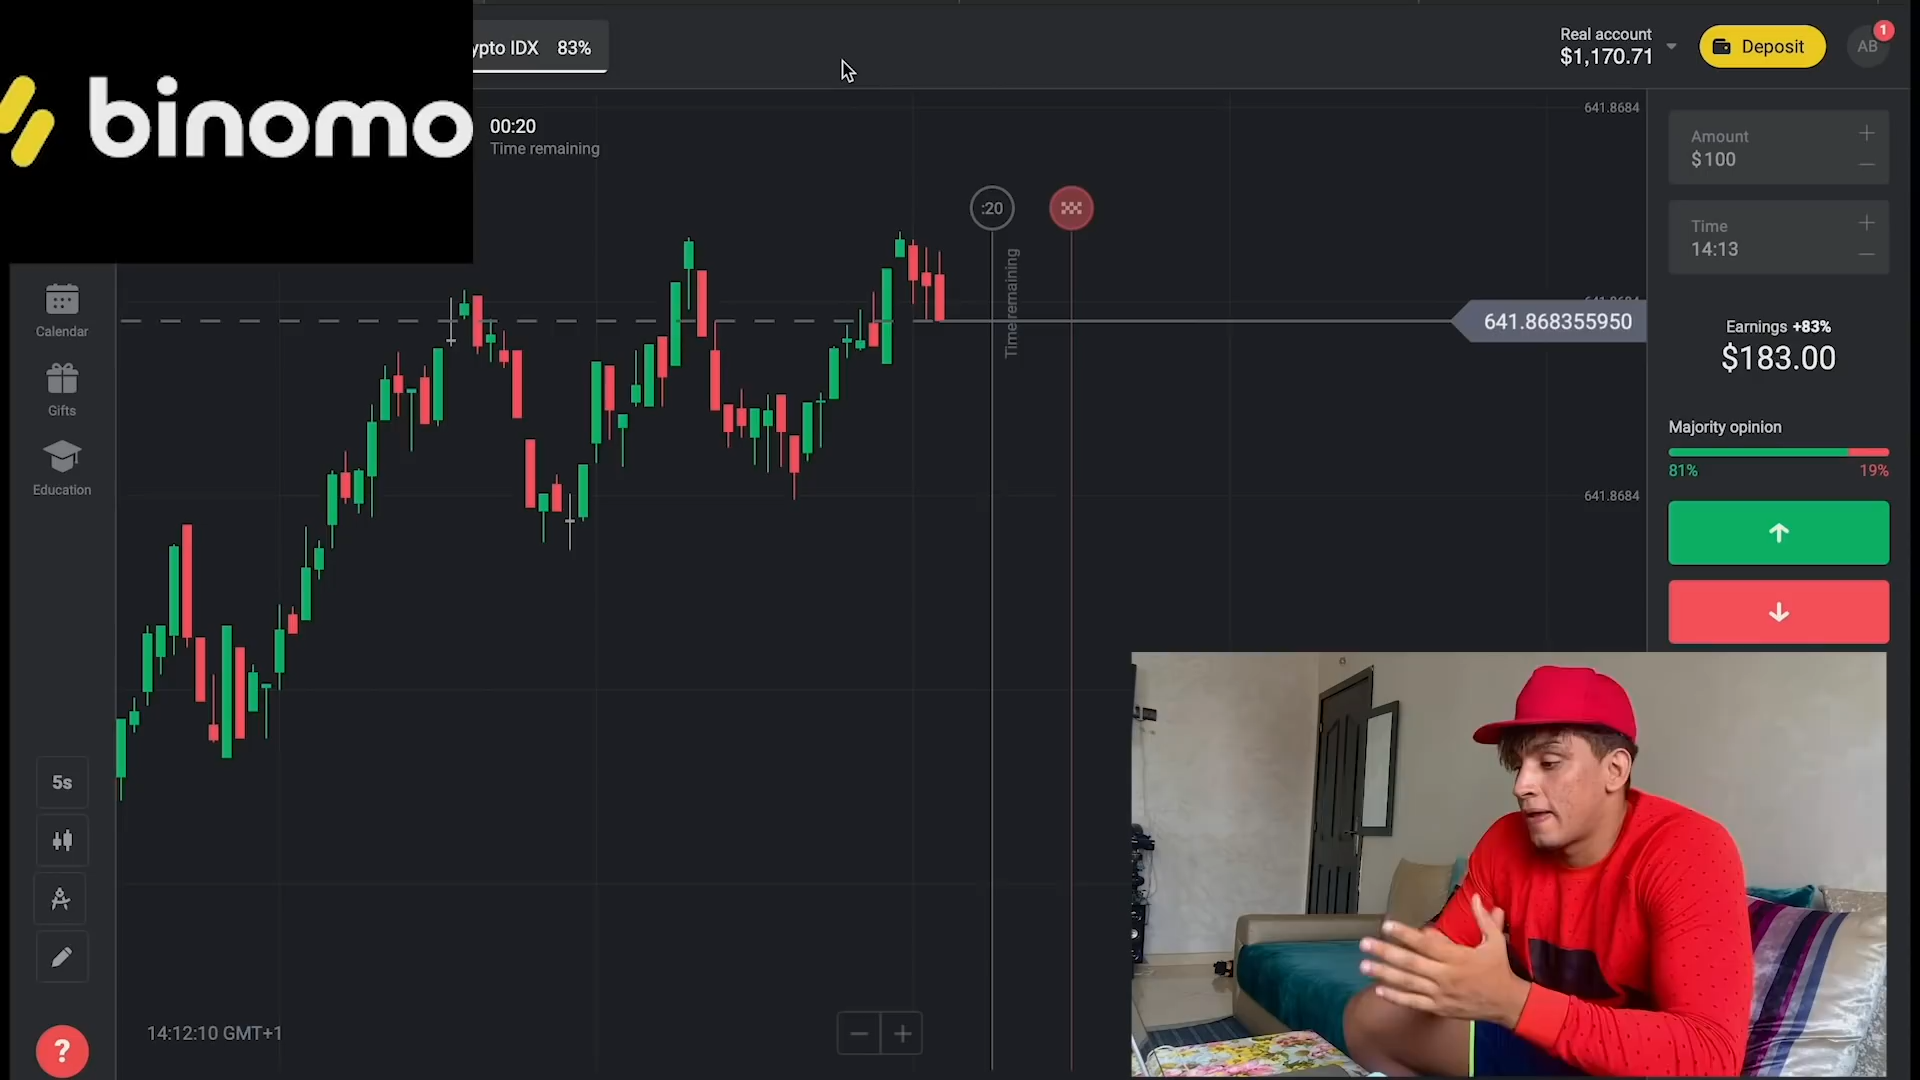 binomo
ypto IDX 83%
Real account
$1,170.71
Deposit
AB
1
00:20
Time remaining
641.8684
:20
Time remaining
641.868355950
641.8684
Amount
$100
Time
14:13
Earnings +83%
$183.00
Majority opinion
81% 19%
Calendar
Gifts
Education
5s
?
14:12:10 GMT+1